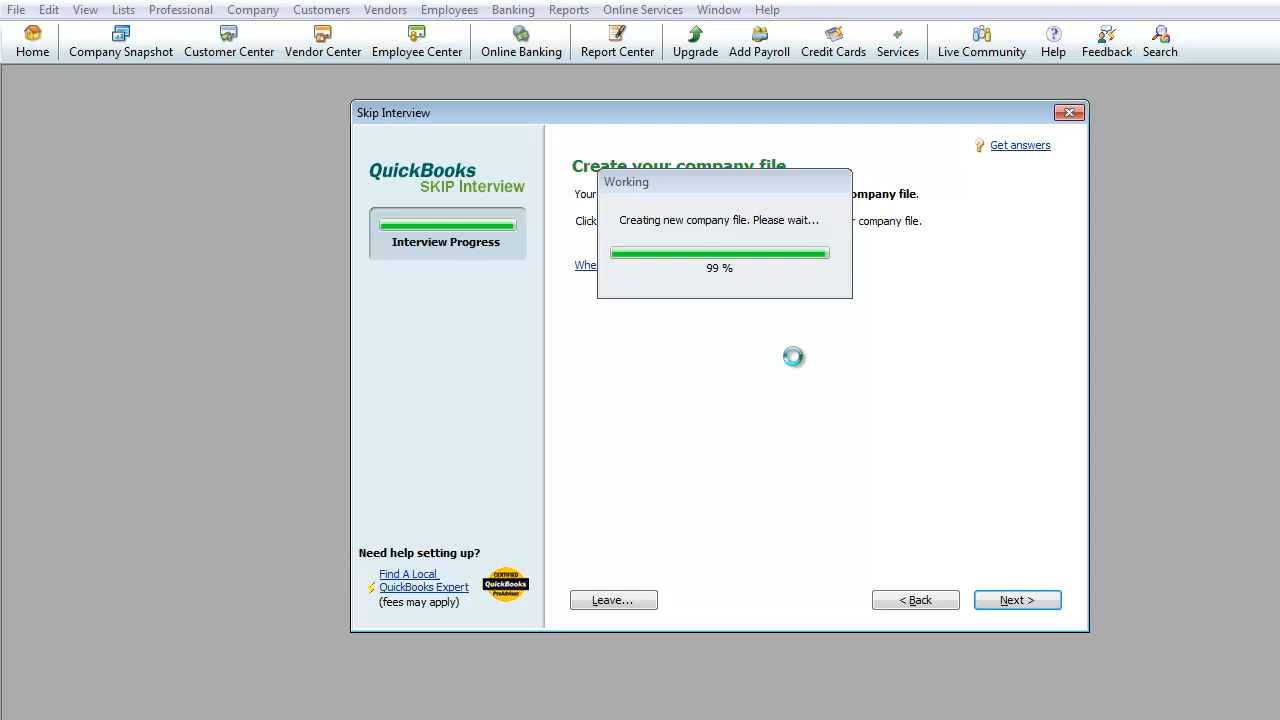 File Edit View Lists Professional Company Customers Vendors Employees Banking Reports Online Services Window Help
Home Company Snapshot Customer Center Vendor Center Employee Center Online Banking Report Center Upgrade Add Payroll Credit Cards Services Live Community Help Feedback Search
Skip Interview
Get answers
QuickBooks
SKIP Interview
Interview Progress
Create your company file
Your
ompany file.
Click
r company file.
Whe
Working
Creating new company file. Please wait...
99 %
Need help setting up?
Find A Local
QuickBooks Expert
(fees may apply)
CERTIFIED
QuickBooks
ProAdvisor
Leave...
< Back
Next >